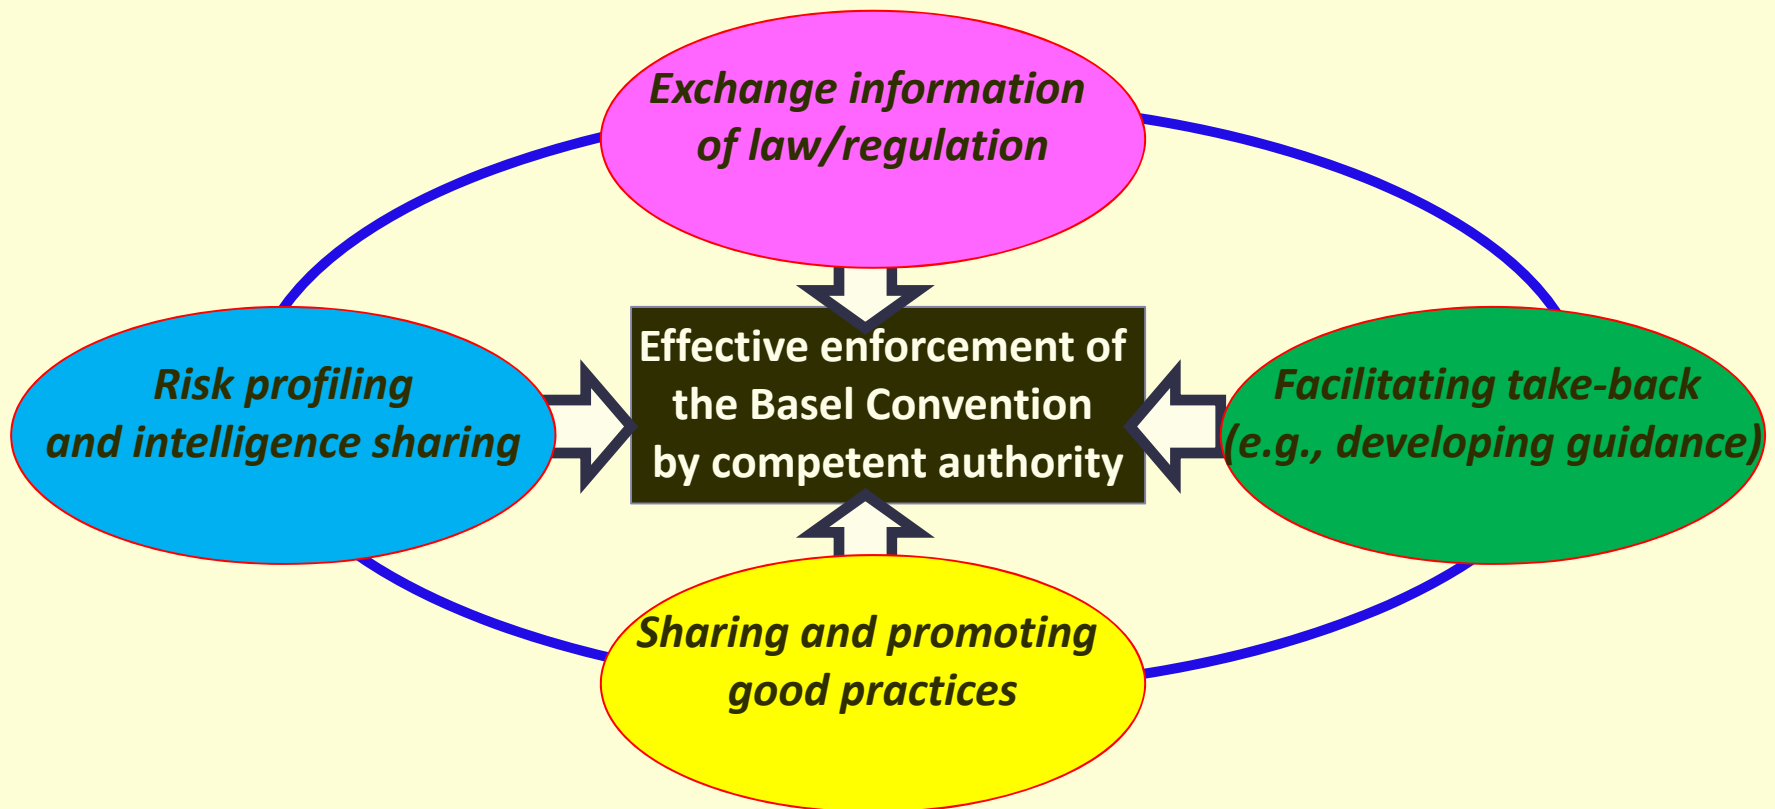 Exchange information
of law/regulation
Risk profiling
and intelligence sharing
Effective enforcement of
the Basel Convention
by competent authority
Facilitating take-back
(e.g., developing guidance)
Sharing and promoting
good practices